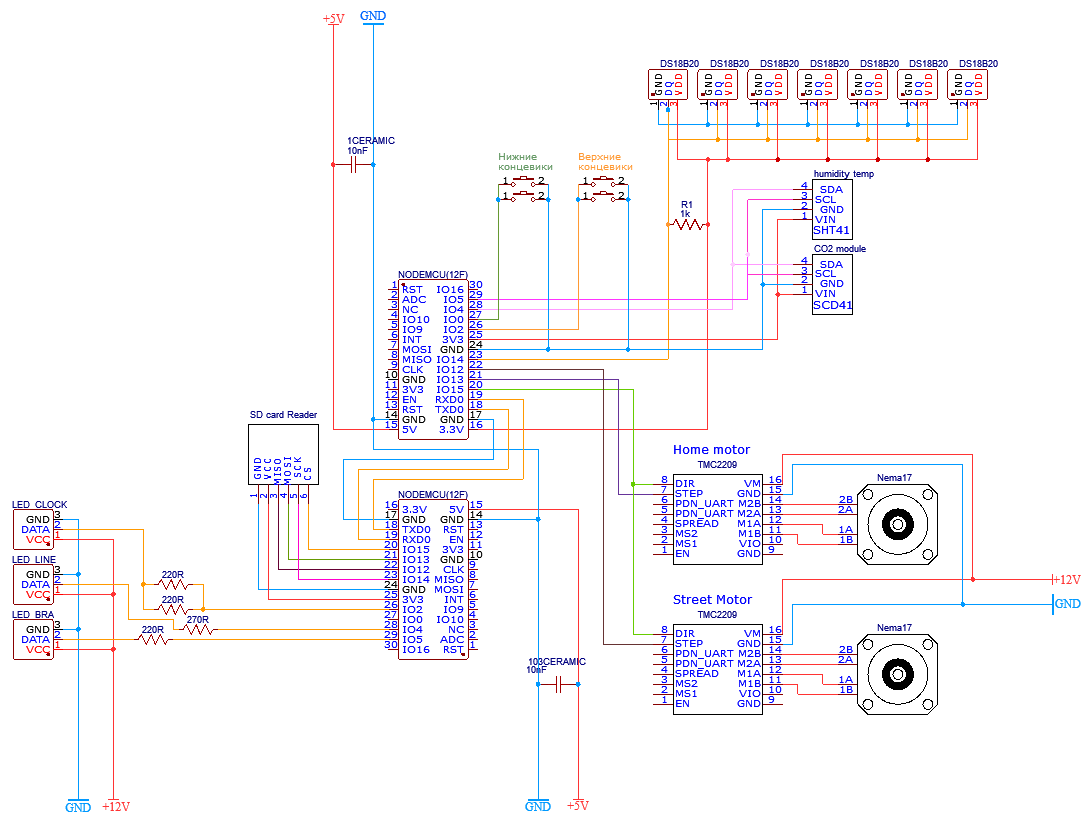 +5V
GND
DS18B20 DS18B20 DS18B20 DS18B20 DS18B20 DS18B20 DS18B20
GND DQ VDD GND DQ VDD GND DQ VDD GND DQ VDD GND DQ VDD GND DQ VDD GND DQ VDD
1 2 3 1 2 3 1 2 3 1 2 3 1 2 3 1 2 3 1 2 3
1CERAMIC
10nF
Нижние
концевики
1 2
1 2
Верхние
концевики
1 2
1 2
R1
1k
humidity temp
4 SDA
3 SCL
2 GND
1 VIN
SHT41
CO2 module
4 SDA
3 SCL
2 GND
1 VIN
SCD41
NODEMCU(12F)
1 RST IO16 30
2 ADC IO5 29
3 NC IO4 28
4 IO10 IO0 27
5 IO9 IO2 26
6 INT 3V3 25
7 MOSI GND 24
8 MISO IO14 23
9 CLK IO12 22
10 GND IO13 21
11 3V3 IO15 20
12 EN RXD0 19
13 RST TXD0 18
14 GND GND 17
15 5V 3.3V 16
SD card Reader
GND VCC MISO MOSI SCK CS
1 2 3 4 5 6
NODEMCU(12F)
16 3.3V 5V 15
17 GND GND 14
18 TXD0 RST 13
19 RXD0 EN 12
20 IO15 3V3 11
21 IO13 GND 10
22 IO12 CLK 9
23 IO14 MISO 8
24 GND MOSI 7
25 3V3 INT 6
26 IO2 IO9 5
27 IO0 IO10 4
28 IO4 NC 3
29 IO5 ADC 2
30 IO16 RST 1
LED CLOCK
GND 3
DATA 2
VCC 1
LED LINE
GND 3
DATA 2
VCC 1
LED BRA
GND 3
DATA 2
VCC 1
220R
220R
270R
220R
103CERAMIC
10nF
Home motor
TMC2209
8 DIR VM 16
7 STEP GND 15
6 PDN_UART M2B 14
5 PDN_UART M2A 13
4 SPREAD M1A 12
3 MS2 M1B 11
2 MS1 VIO 10
1 EN GND 9
Nema17
2B
2A
1A
1B
+12V
GND
Street Motor
TMC2209
8 DIR VM 16
7 STEP GND 15
6 PDN_UART M2B 14
5 PDN_UART M2A 13
4 SPREAD M1A 12
3 MS2 M1B 11
2 MS1 VIO 10
1 EN GND 9
Nema17
2B
2A
1A
1B
GND +12V
GND +5V